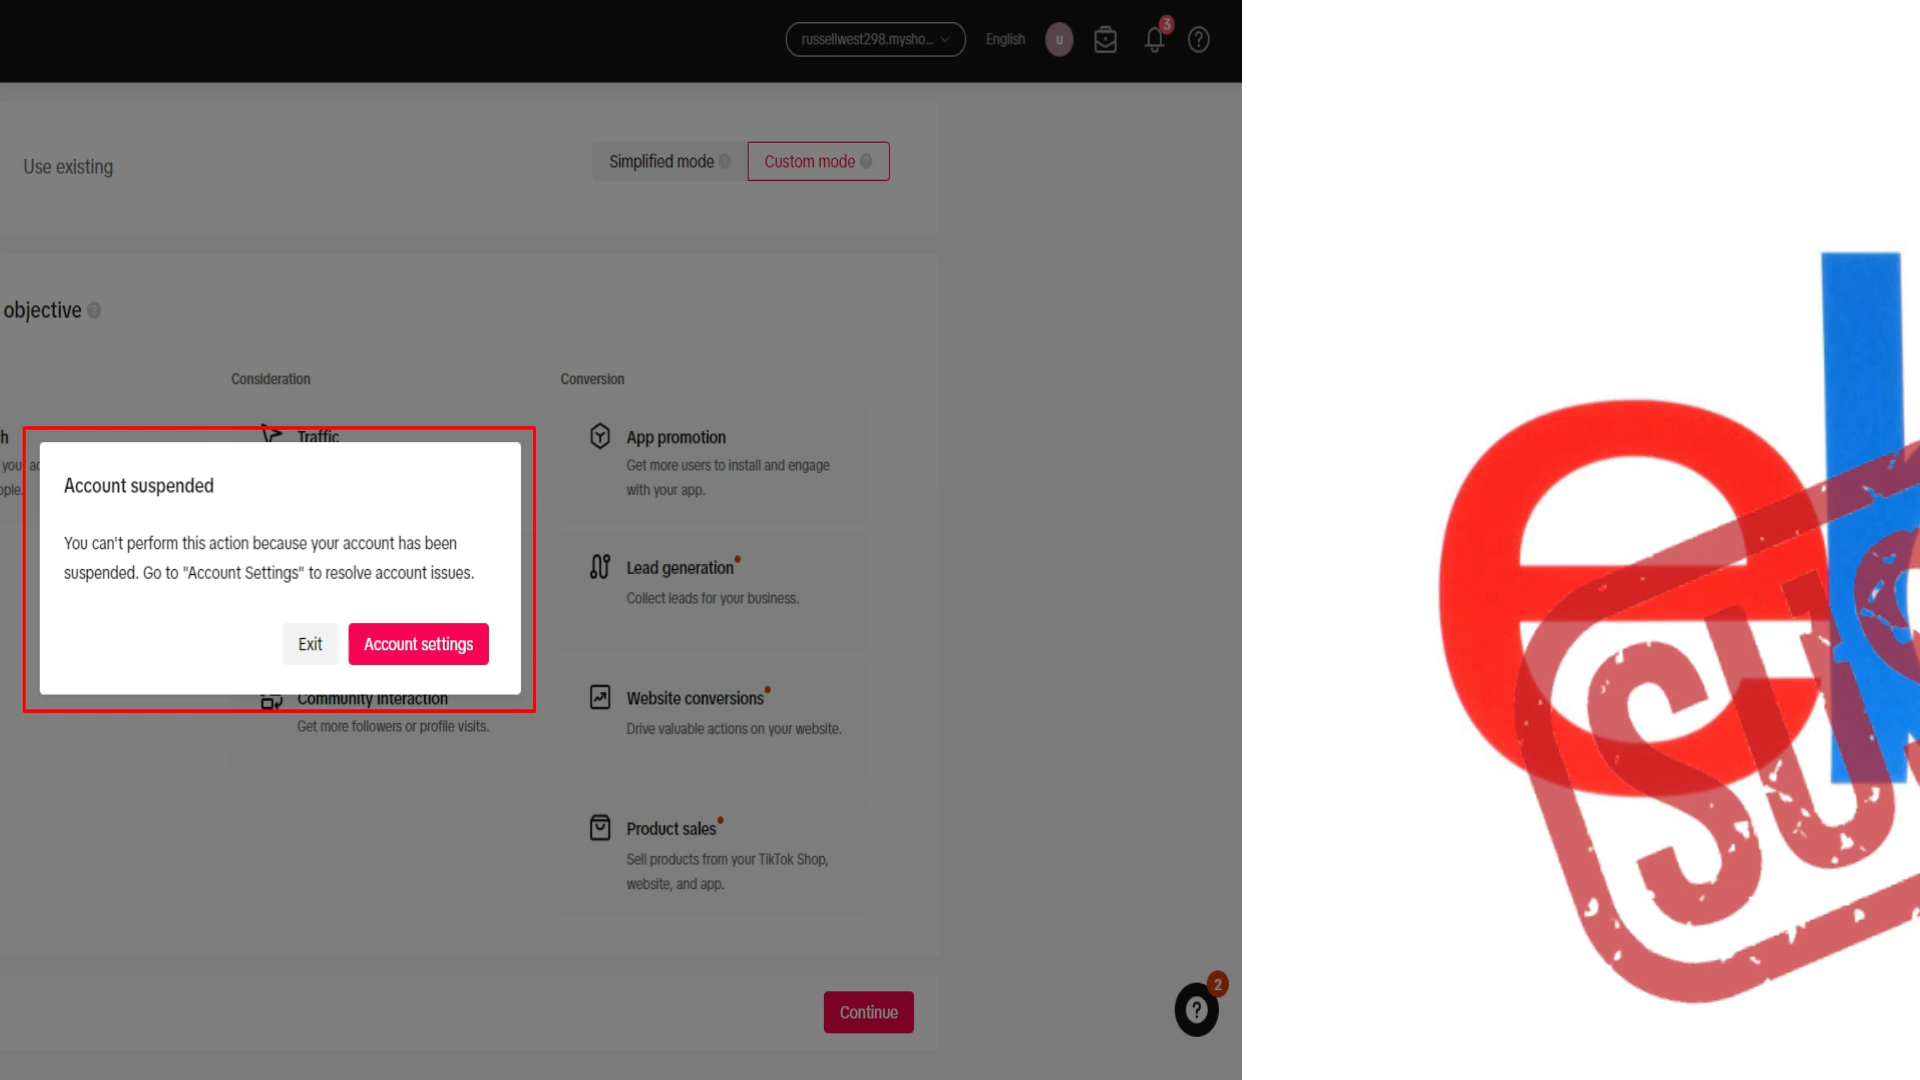 russellwest298.mysho...
English
U
3
Use existing
Simplified mode
Custom mode
objective
Consideration
Conversion
h
Traffic
App promotion
Get more users to install and engage
with your app.
Account suspended
You can't perform this action because your account has been
suspended. Go to "Account Settings" to resolve account issues.
Exit
Account settings
Lead generation
Collect leads for your business.
Community Interaction
Get more followers or profile visits.
Website conversions
Drive valuable actions on your website.
Product sales
Sell products from your TikTok Shop,
website, and app.
Continue
2
e
SUS